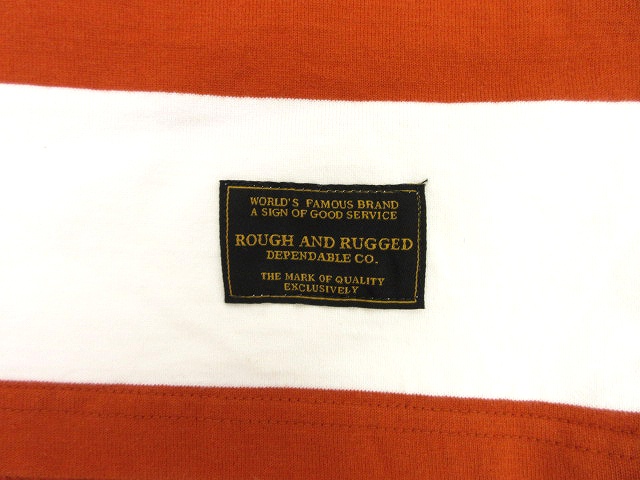 WORLD'S FAMOUS BRAND
A SIGN OF GOOD SERVICE
ROUGH AND RUGGED
DEPENDABLE CO.
THE MARK OF QUALITY
EXCLUSIVELY